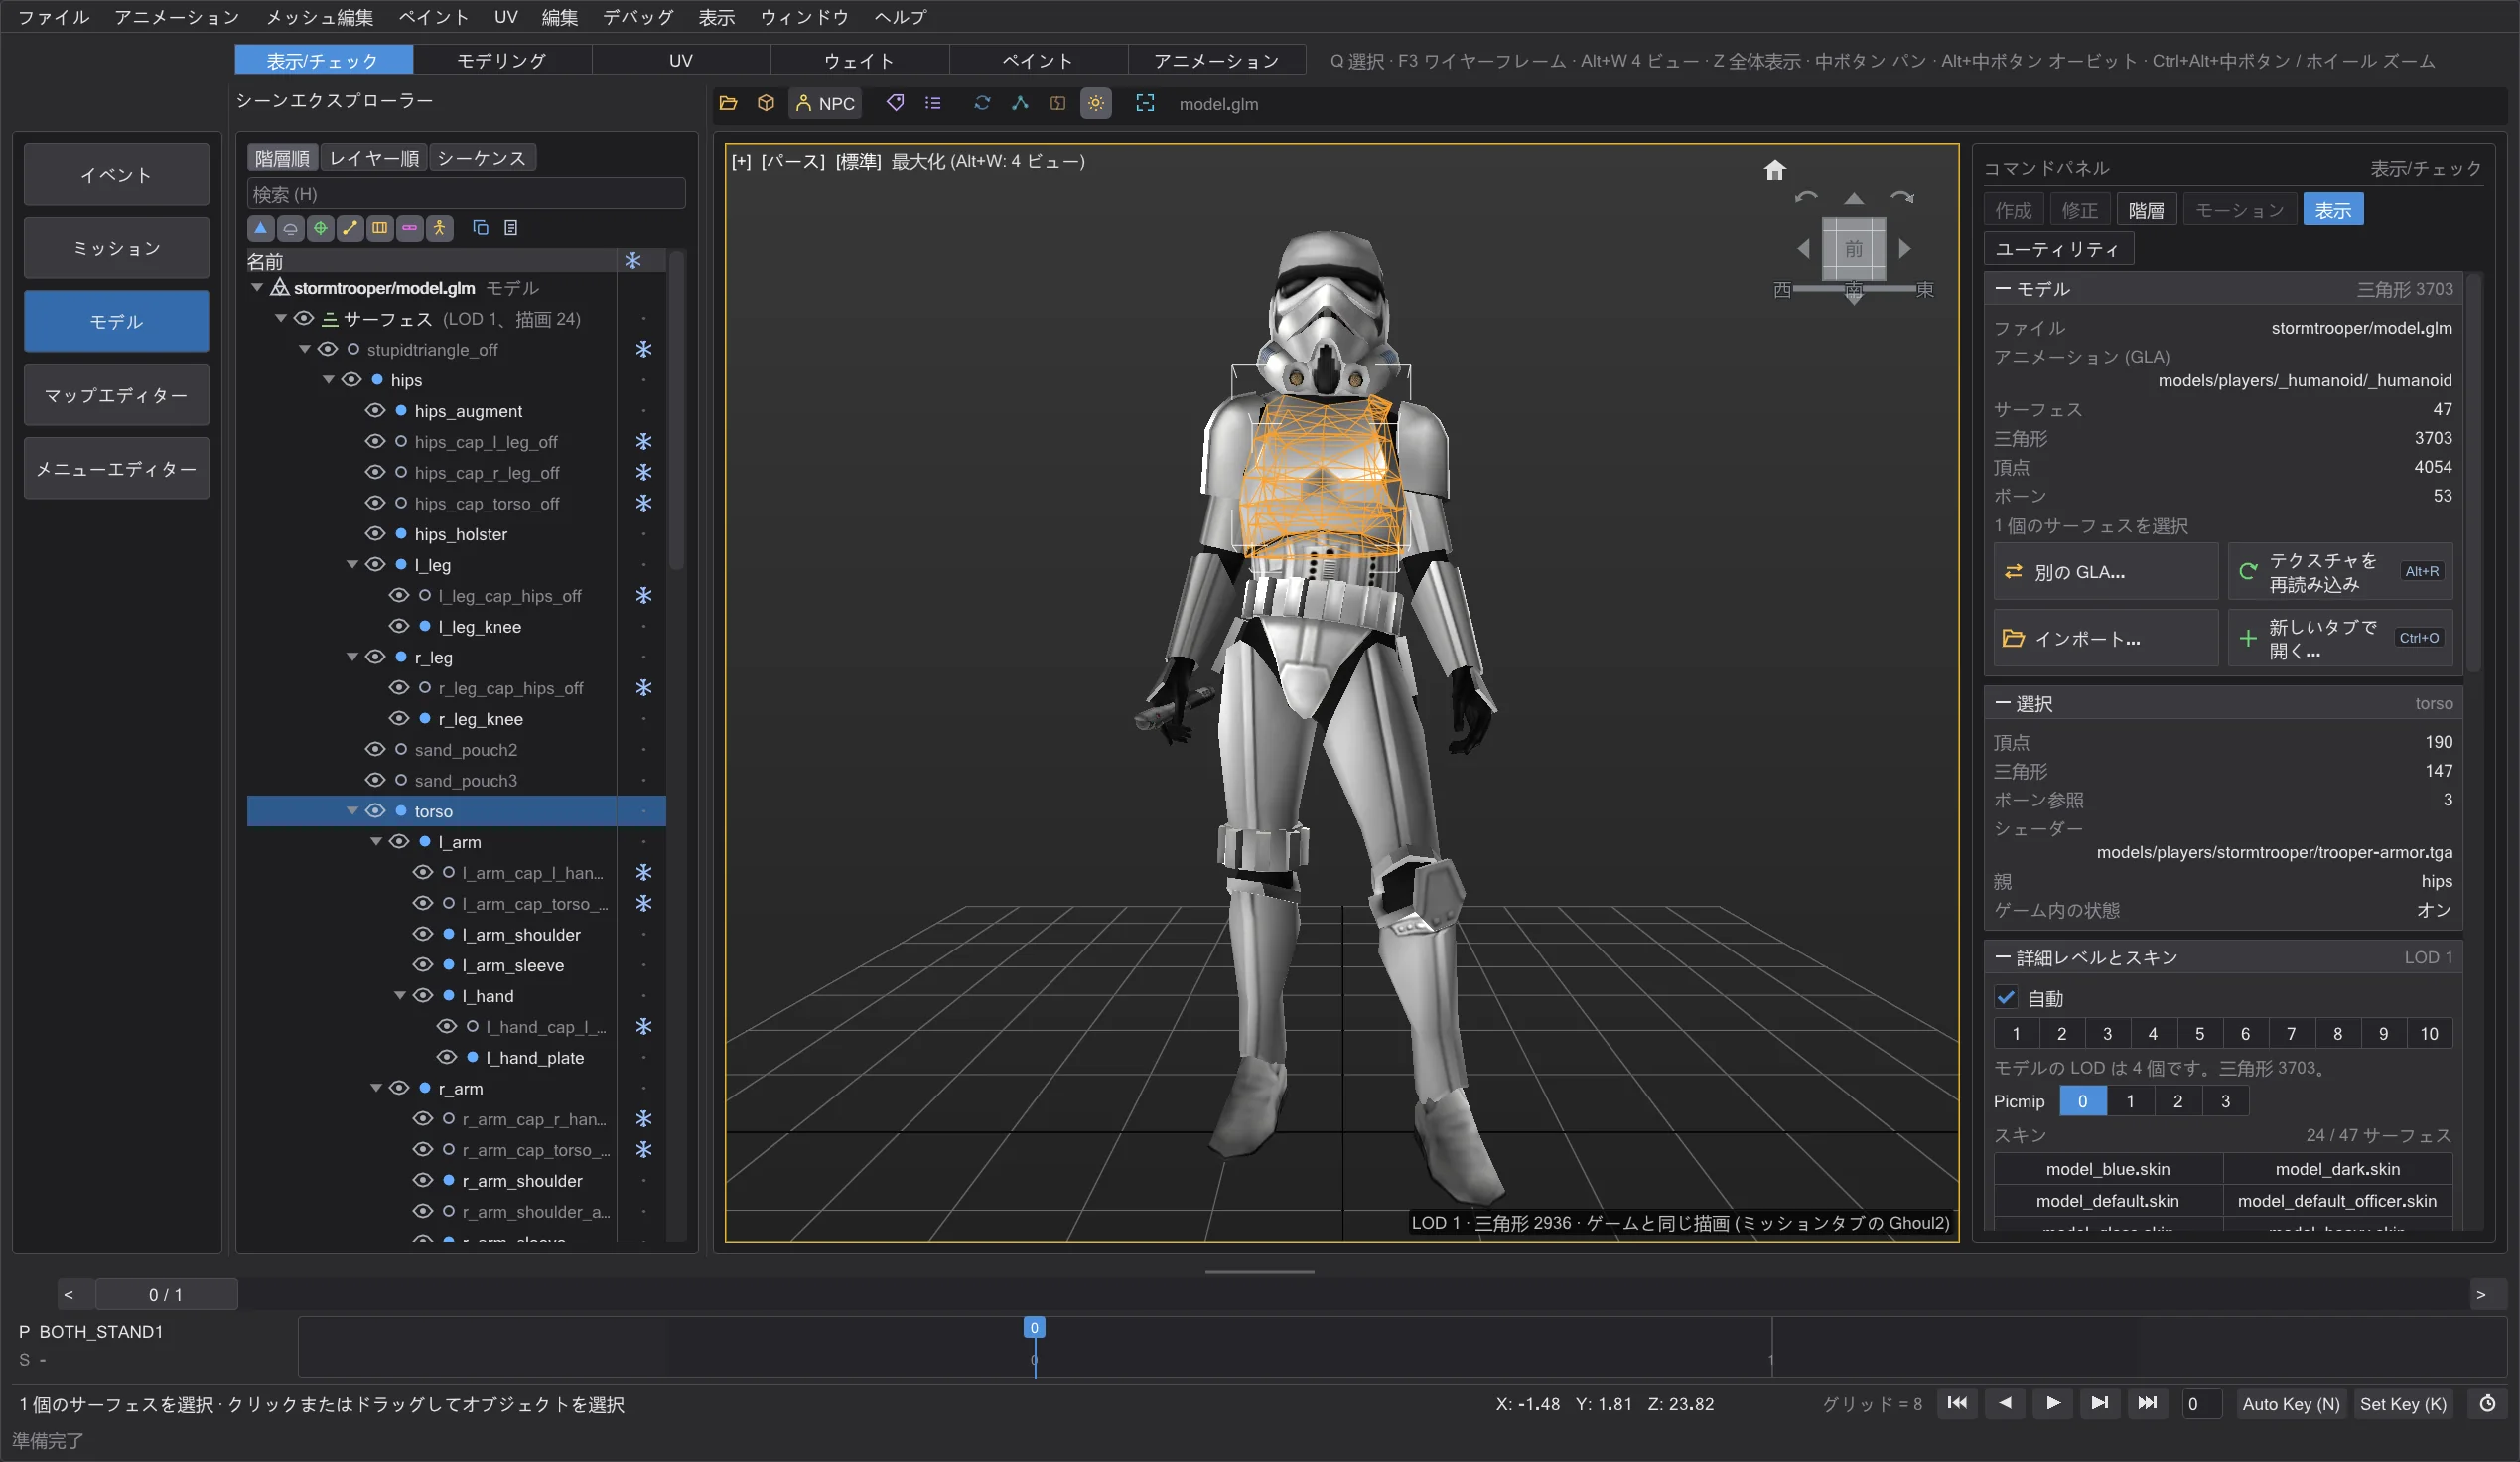 ファイル アニメーション メッシュ編集 ペイント UV 編集 デバッグ 表示 ウィンドウ ヘルプ
表示/チェック モデリング UV ウェイト ペイント アニメーション Q 選択 · F3 ワイヤーフレーム · Alt+W 4 ビュー · Z 全体表示 · 中ボタン パン · Alt+中ボタン オービット · Ctrl+Alt+中ボタン / ホイール ズーム
シーンエクスプローラー
NPC model.glm
イベント
ミッション
モデル
マップエディター
メニューエディター
階層順 レイヤー順 シーケンス
検索 (H)
名前
stormtrooper/model.glm モデル
サーフェス (LOD 1、描画 24)
stupidtriangle_off
hips
hips_augment
hips_cap_l_leg_off
hips_cap_r_leg_off
hips_cap_torso_off
hips_holster
l_leg
l_leg_cap_hips_off
l_leg_knee
r_leg
r_leg_cap_hips_off
r_leg_knee
sand_pouch2
sand_pouch3
torso
l_arm
l_arm_cap_l_han...
l_arm_cap_torso_...
l_arm_shoulder
l_arm_sleeve
l_hand
l_hand_cap_l_...
l_hand_plate
r_arm
r_arm_cap_r_han...
r_arm_cap_torso_...
r_arm_shoulder
r_arm_shoulder_a...
[+] [パース] [標準] 最大化 (Alt+W: 4 ビュー)
前
西 南 東
LOD 1 · 三角形 2936 · ゲームと同じ描画 (ミッションタブの Ghoul2)
コマンドパネル 表示/チェック
作成 修正 階層 モーション 表示
ユーティリティ
モデル 三角形 3703
ファイル stormtrooper/model.glm
アニメーション (GLA)
models/players/_humanoid/_humanoid
サーフェス 47
三角形 3703
頂点 4054
ボーン 53
1 個のサーフェスを選択
別の GLA...
テクスチャを
再読み込み Alt+R
インポート...
新しいタブで
開く... Ctrl+O
選択 torso
頂点 190
三角形 147
ボーン参照 3
シェーダー
models/players/stormtrooper/trooper-armor.tga
親 hips
ゲーム内の状態 オン
詳細レベルとスキン LOD 1
自動
1 2 3 4 5 6 7 8 9 10
モデルの LOD は 4 個です。三角形 3703。
Picmip 0 1 2 3
スキン 24 / 47 サーフェス
model_blue.skin model_dark.skin
model_default.skin model_default_officer.skin
< 0 / 1 >
P BOTH_STAND1
S -
0
0 1
1 個のサーフェスを選択 · クリックまたはドラッグしてオブジェクトを選択
X: -1.48 Y: 1.81 Z: 23.82 グリッド = 8 0 Auto Key (N) Set Key (K)
準備完了